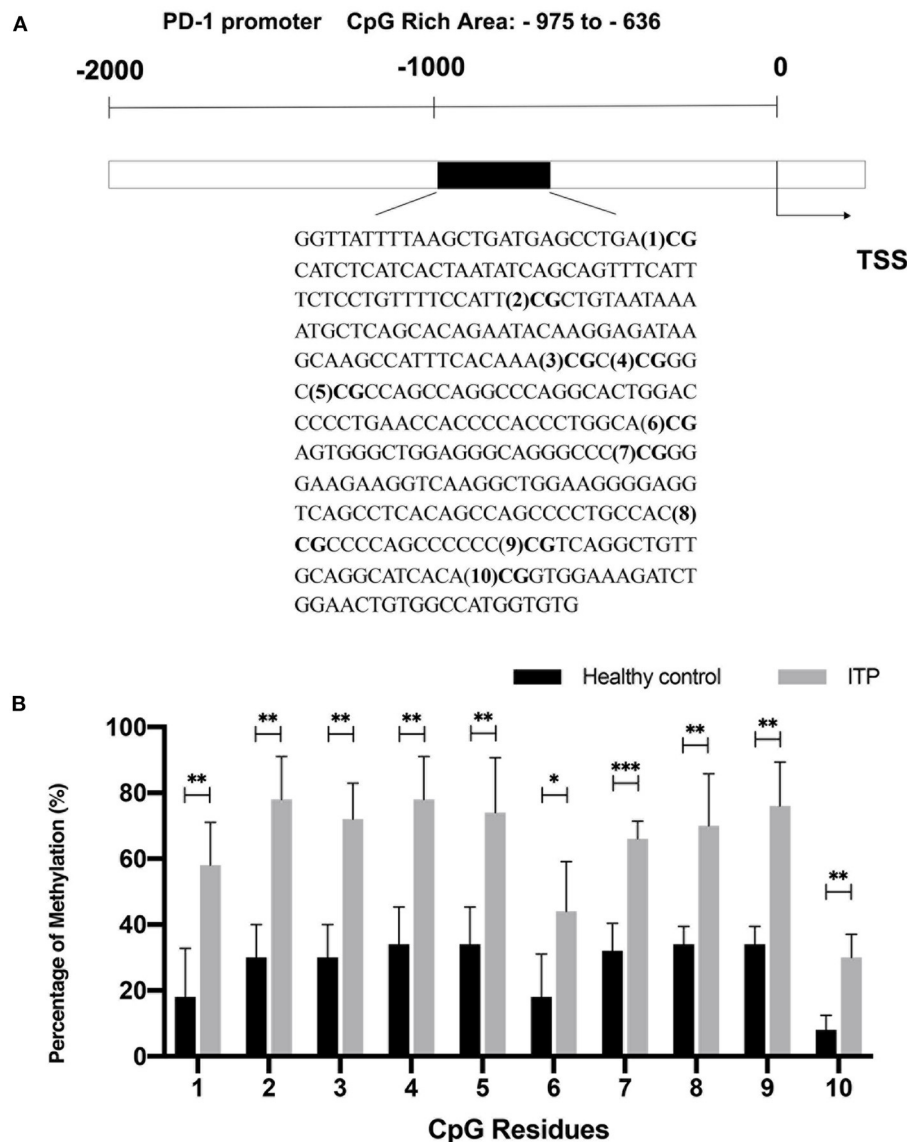 A
PD-1 promoter CpG Rich Area: - 975 to - 636
-2000 -1000 0
GGTTATTTTAAGCTGATGAGCCTGA(1)CG
TSS
CATCTCATCACTAATATCAGCAGTTTCATT
TCTCCTGTTTTCCATT(2)CGCTGTAATAAA
ATGCTCAGCACAGAATACAAGGAGATAA
GCAAGCCATTTCACAAA(3)CGC(4)CGGG
C(5)CGCCAGCCAGGCCCAGGCACTGGAC
CCCCTGAACCACCCCACCCTGGCA(6)CG
AGTGGGCTGGAGGGCAGGGCCC(7)CGGG
GAAGAAGGTCAAGGCTGGAAGGGGAGG
TCAGCCTCACAGCCAGCCCCTGCCAC(8)
CGCCCCAGCCCCCC(9)CGTCAGGCTGTT
GCAGGCATCACA(10)CGGTGGAAAGATCT
GGAACTGTGGCCATGGTGTG
Healthy control ITP
B
Percentage of Methylation (%)
100
80
60
40
20
0
** ** ** ** ** * *** ** ** **
1 2 3 4 5 6 7 8 9 10
CpG Residues